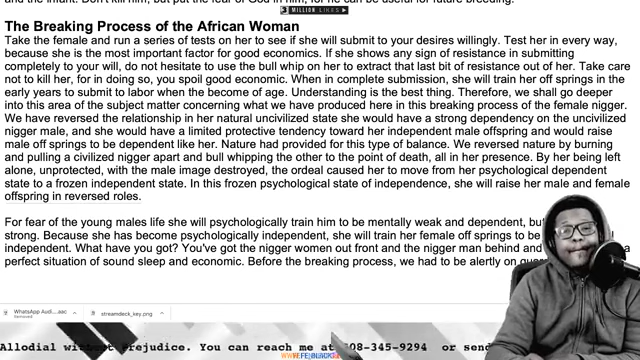 and the infant. Don't kill him, but put the fear of God in him, for he can be useful for future breeding.
3 MILLION LIKES
The Breaking Process of the African Woman
Take the female and run a series of tests on her to see if she will submit to your desires willingly. Test her in every way,
because she is the most important factor for good economics. If she shows any sign of resistance in submitting
completely to your will, do not hesitate to use the bull whip on her to extract that last bit of resistance out of her. Take care
not to kill her, for in doing so, you spoil good economic. When in complete submission, she will train her off springs in the
early years to submit to labor when the become of age. Understanding is the best thing. Therefore, we shall go deeper
into this area of the subject matter concerning what we have produced here in this breaking process of the female nigger.
We have reversed the relationship in her natural uncivilized state she would have a strong dependency on the uncivilized
nigger male, and she would have a limited protective tendency toward her independent male offspring and would raise
male off springs to be dependent like her. Nature had provided for this type of balance. We reversed nature by burning
and pulling a civilized nigger apart and bull whipping the other to the point of death, all in her presence. By her being left
alone, unprotected, with the male image destroyed, the ordeal caused her to move from her psychological dependent
state to a frozen independent state. In this frozen psychological state of independence, she will raise her male and female
offspring in reversed roles.
For fear of the young males life she will psychologically train him to be mentally weak and dependent, but
strong. Because she has become psychologically independent, she will train her female off springs to be
independent. What have you got? You've got the nigger women out front and the nigger man behind and a
perfect situation of sound sleep and economic. Before the breaking process, we had to be alertly on
WhatsApp Aud....aac
streamdeck_key.png
Allodial without prejudice. You can reach me at 08-345-9294 or send